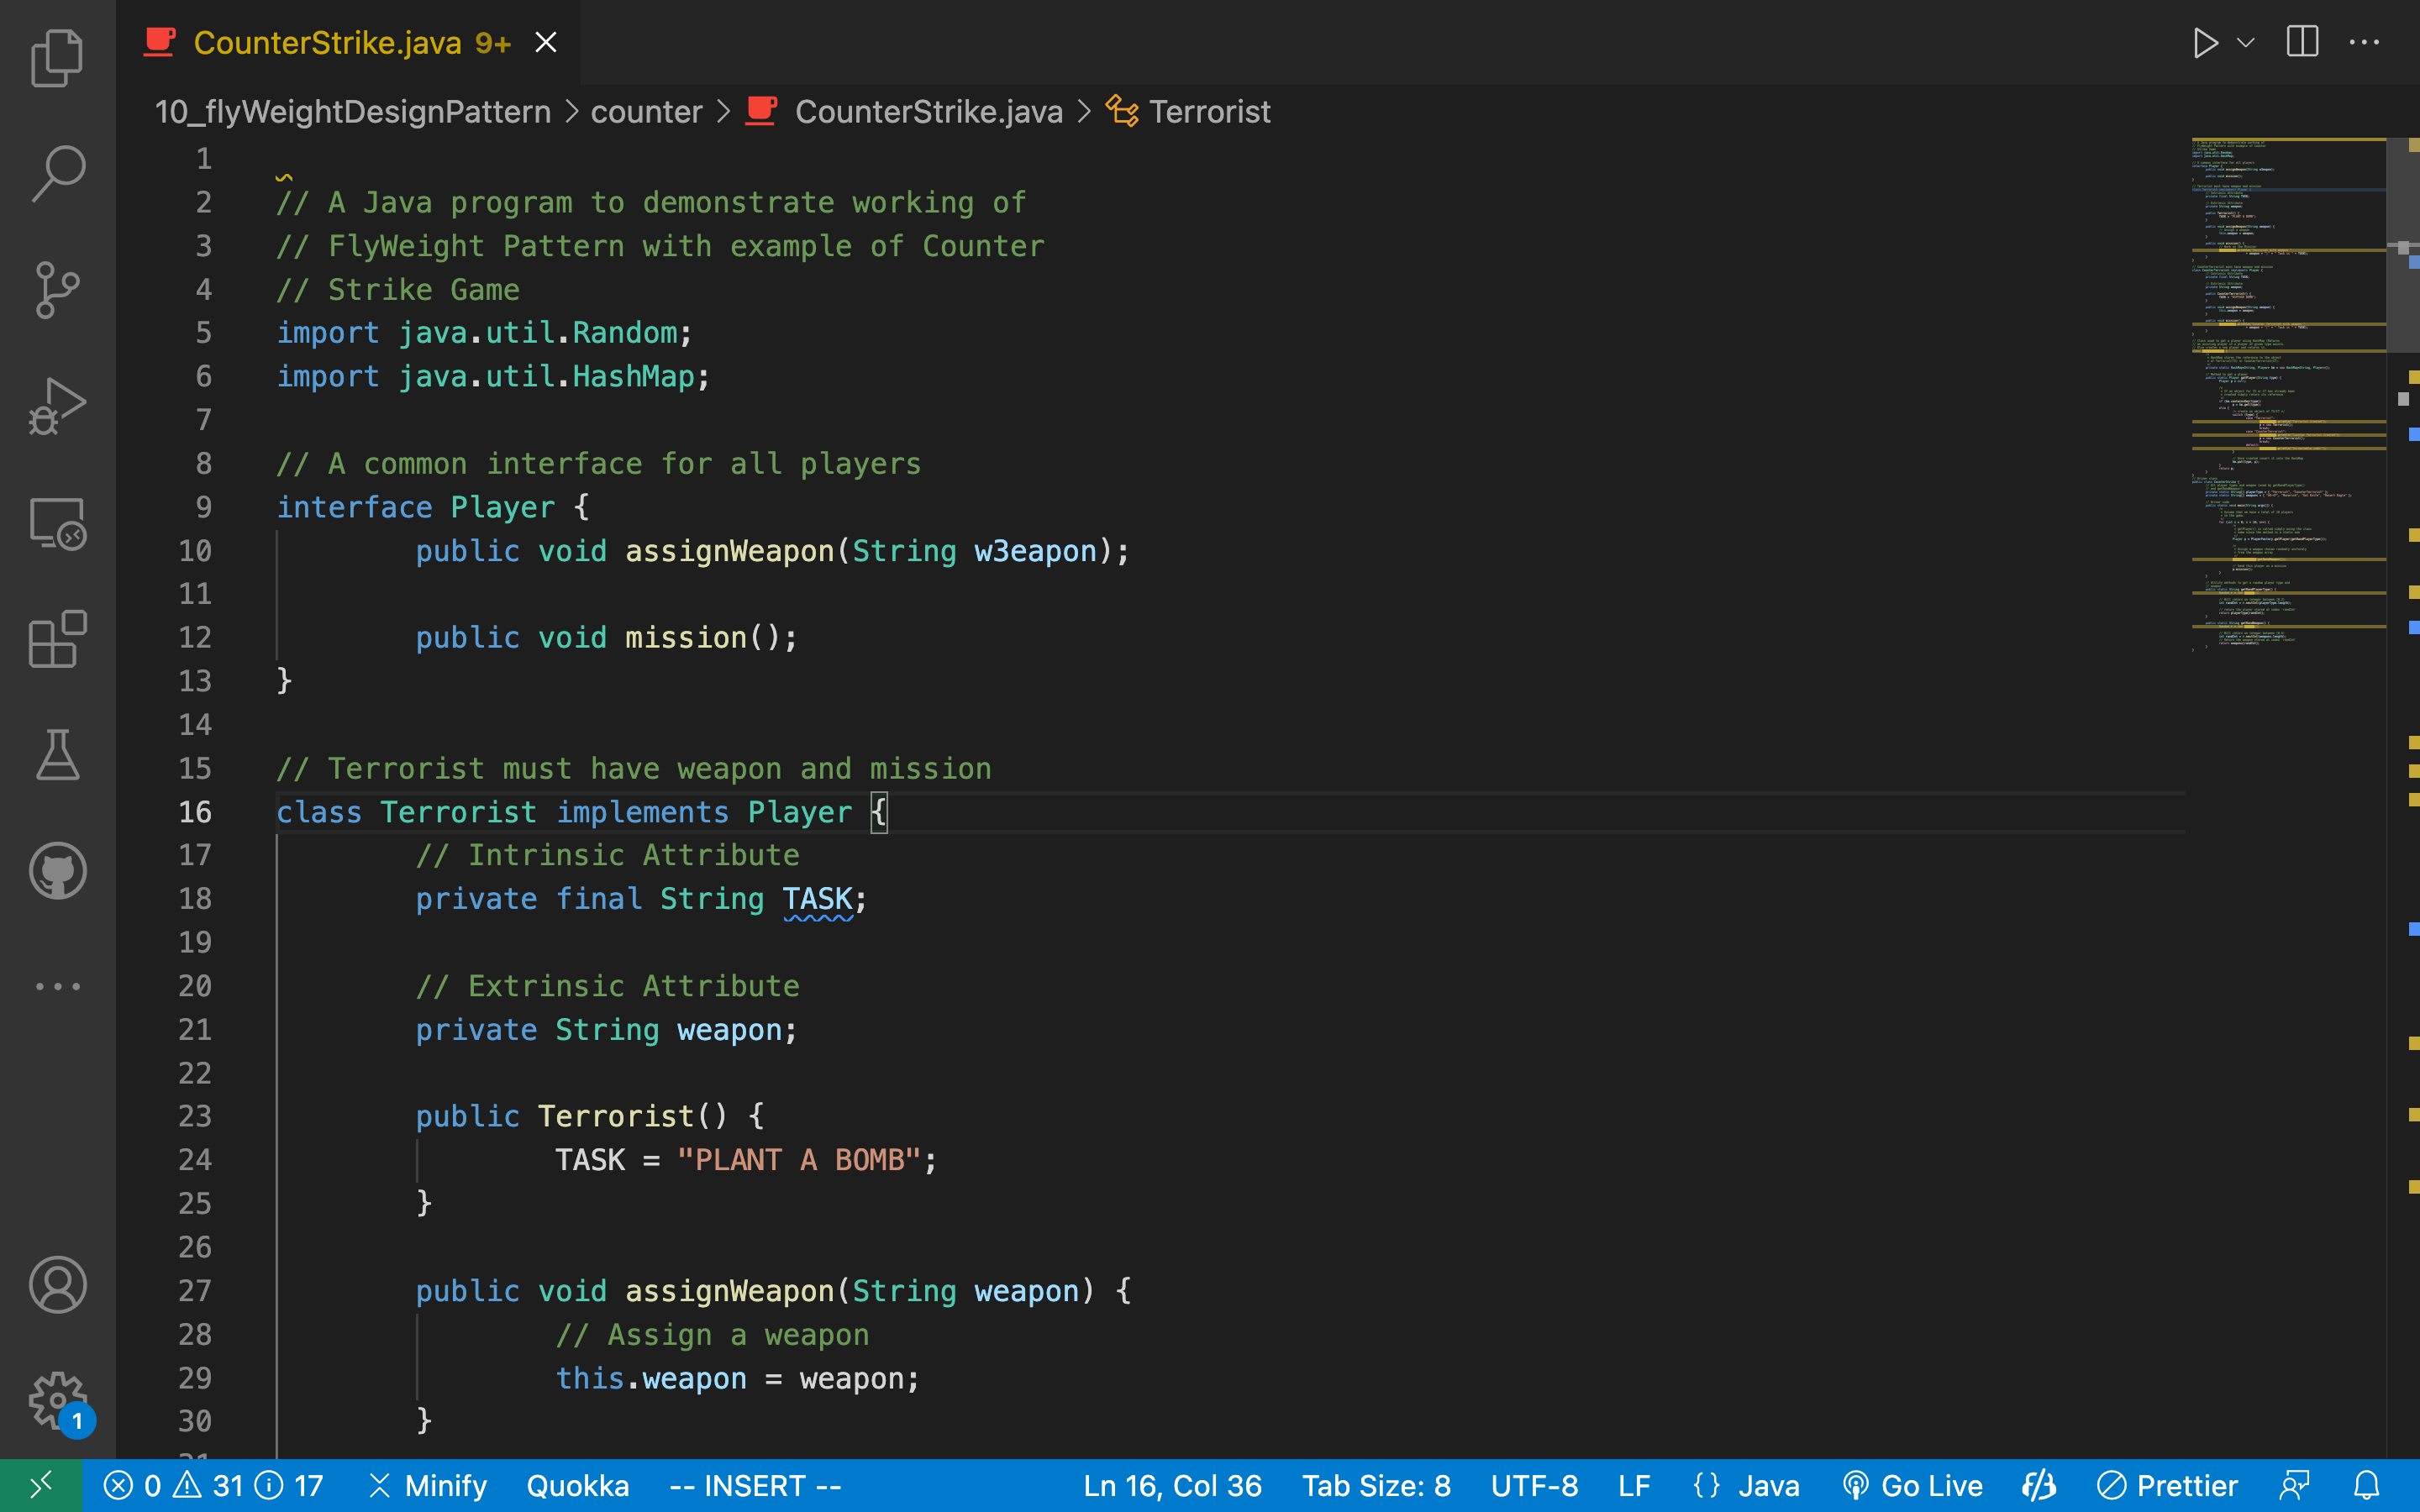 CounterStrike.java 9+
10_flyWeightDesignPattern > counter > CounterStrike.java > Terrorist
1
2 // A Java program to demonstrate working of
3 // FlyWeight Pattern with example of Counter
4 // Strike Game
5 import java.util.Random;
6 import java.util.HashMap;
7
8 // A common interface for all players
9 interface Player {
10 public void assignWeapon(String w3eapon);
11
12 public void mission();
13 }
14
15 // Terrorist must have weapon and mission
16 class Terrorist implements Player {
17 // Intrinsic Attribute
18 private final String TASK;
19
20 // Extrinsic Attribute
21 private String weapon;
22
23 public Terrorist() {
24 TASK = "PLANT A BOMB";
25 }
26
27 public void assignWeapon(String weapon) {
28 // Assign a weapon
29 this.weapon = weapon;
30 }
1
0 31 17 Minify Quokka -- INSERT -- Ln 16, Col 36 Tab Size: 8 UTF-8 LF {} Java Go Live Prettier